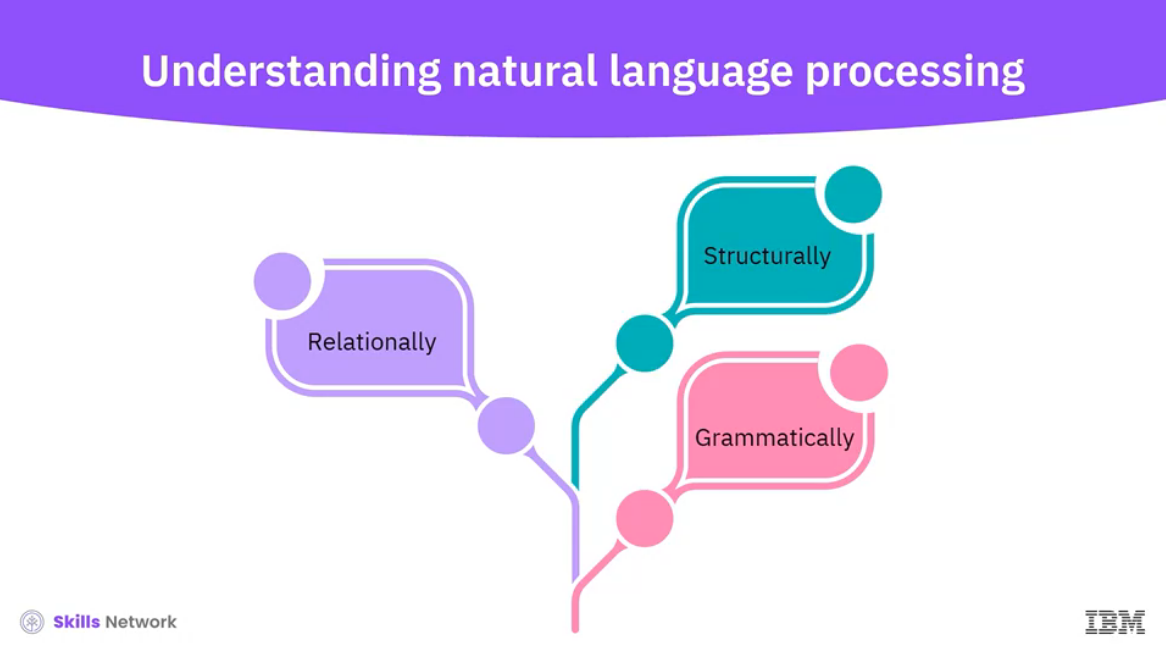 Understanding natural language processing
Structurally
Relationally
Grammatically
Skills Network
IBM